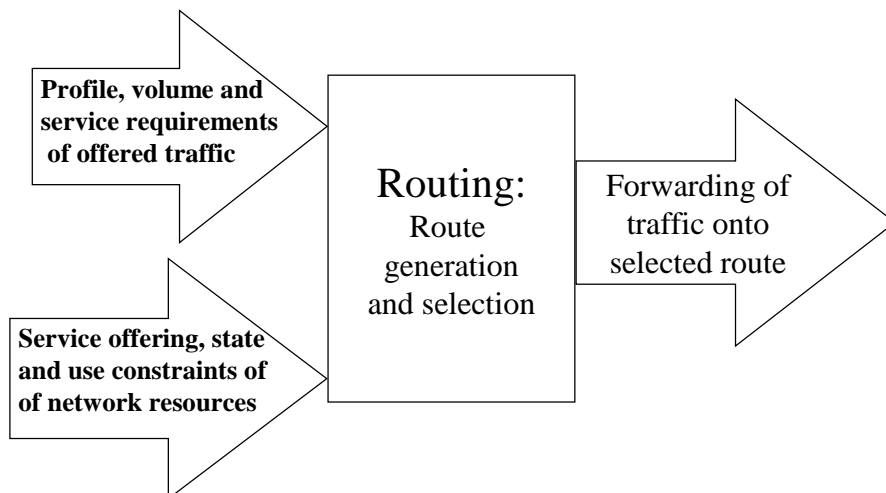 Profile, volume and
service requirements
of offered traffic
Service offering, state
and use constraints of
of network resources
Routing:
Route
generation
and selection
Forwarding of
traffic onto
selected route